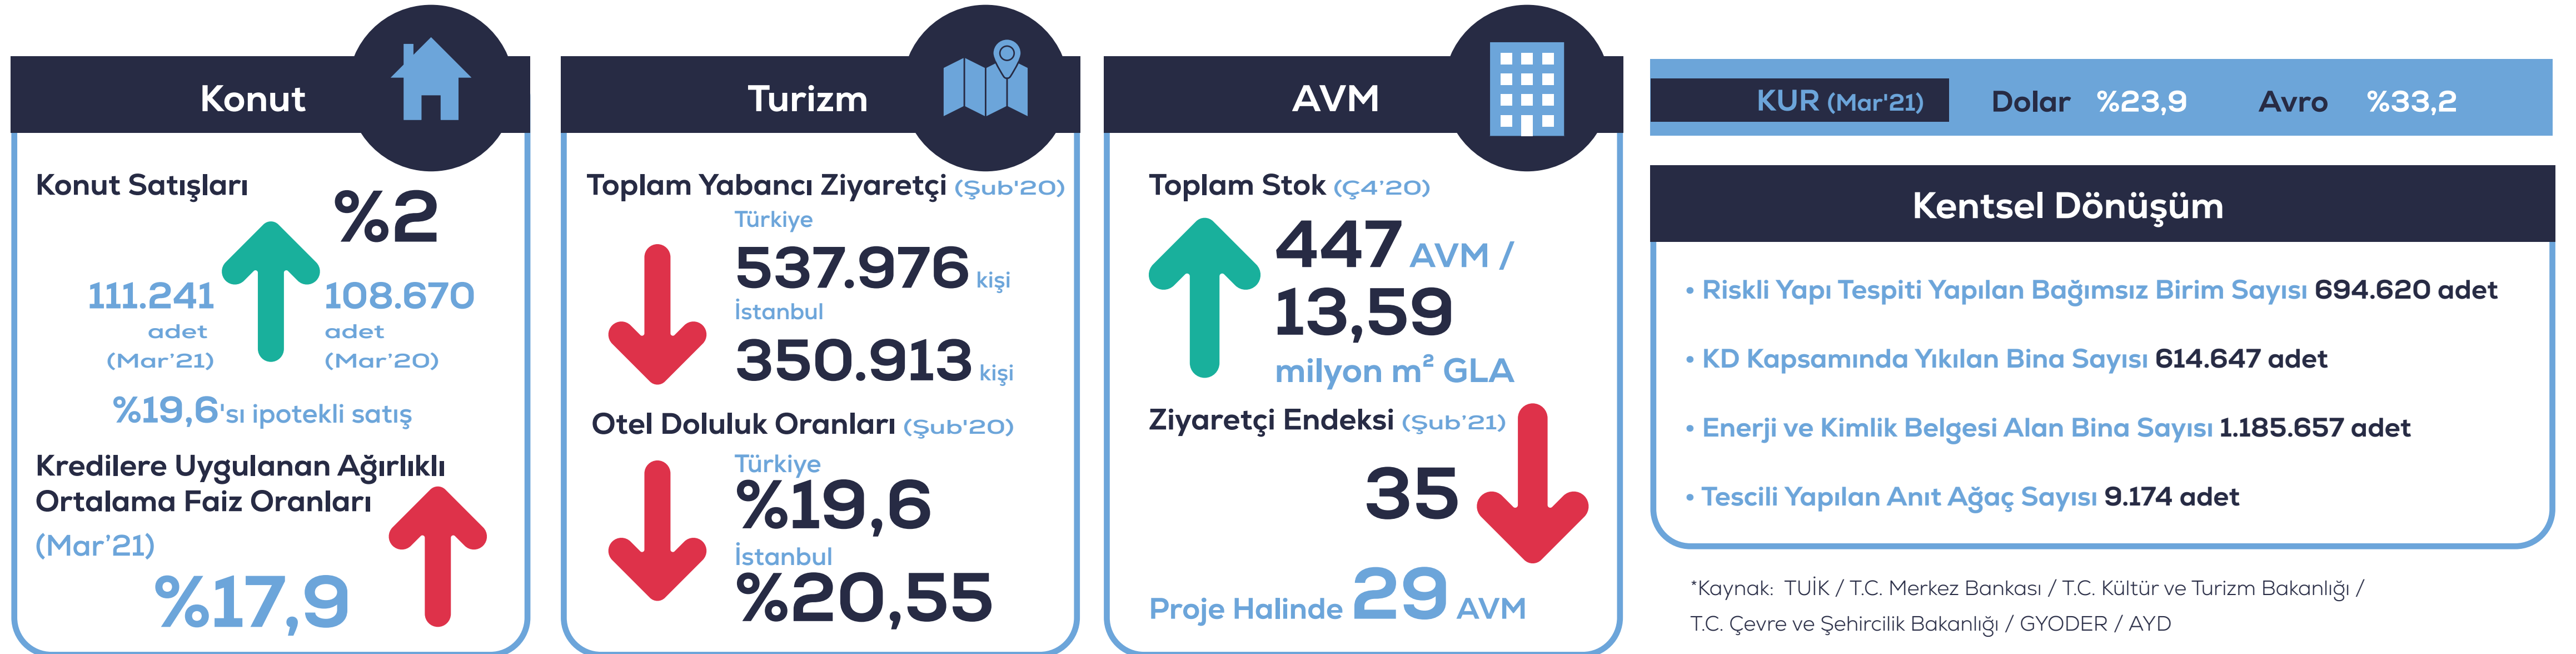 Konut
Konut Satışları
%2
111.241
adet
(Mar'21)
108.670
adet
(Mar'20)
%19,6'sı ipotekli satış
Kredilere Uygulanan Ağırlıklı
Ortalama Faiz Oranları
(Mar'21)
%17,9
Turizm
Toplam Yabancı Ziyaretçi (Şub'20)
Türkiye
537.976 kişi
İstanbul
350.913 kişi
Otel Doluluk Oranları (Şub'20)
Türkiye
%19,6
İstanbul
%20,55
AVM
Toplam Stok (Ç4'20)
447 AVM /
13,59
milyon m² GLA
Ziyaretçi Endeksi (Şub'21)
35
Proje Halinde 29 AVM
KUR (Mar'21) Dolar %23,9 Avro %33,2
Kentsel Dönüşüm
• Riskli Yapı Tespiti Yapılan Bağımsız Birim Sayısı 694.620 adet
• KD Kapsamında Yıkılan Bina Sayısı 614.647 adet
• Enerji ve Kimlik Belgesi Alan Bina Sayısı 1.185.657 adet
• Tescili Yapılan Anıt Ağaç Sayısı 9.174 adet
*Kaynak: TUİK / T.C. Merkez Bankası / T.C. Kültür ve Turizm Bakanlığı /
T.C. Çevre ve Şehircilik Bakanlığı / GYODER / AYD